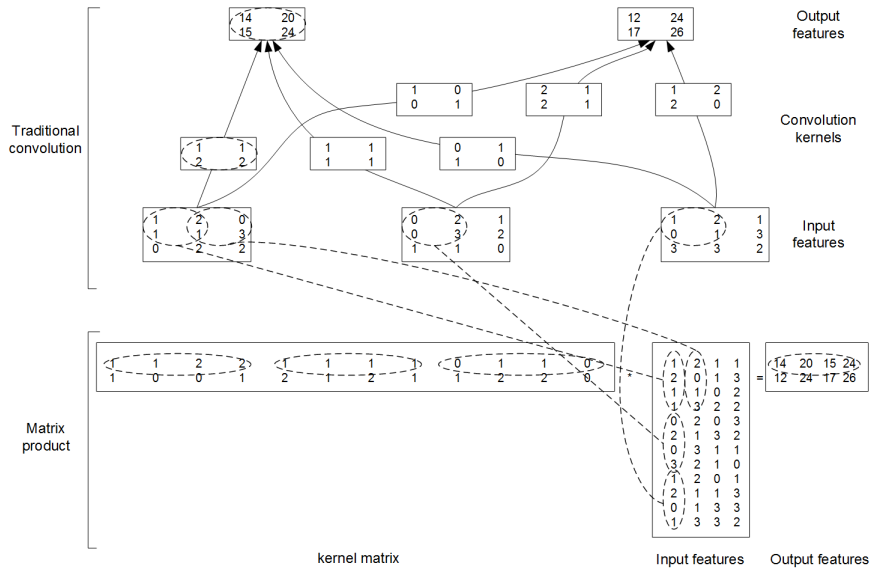 14 20
15 24
12 24
17 26
Output
features
1 0
0 1
2 1
2 1
1 2
2 0
Convolution
kernels
Traditional
convolution
1 1
2 2
1 1
1 1
0 1
1 0
1 2 0
1 1 3
0 2 2
0 2 1
0 3 2
1 1 0
1 2 1
0 1 3
3 3 2
Input
features
Matrix
product
1 1 2 2 1 1 1 1 0 1 1 0
1 0 0 1 2 1 2 1 1 2 2 0
*
1 2 1 1
2 0 1 3
1 1 0 2
1 3 2 2
0 2 0 3
2 1 3 2
0 3 1 1
3 2 1 0
1 2 0 1
2 1 1 3
0 1 3 3
1 3 3 2
=
14 20 15 24
12 24 17 26
kernel matrix
Input features
Output features